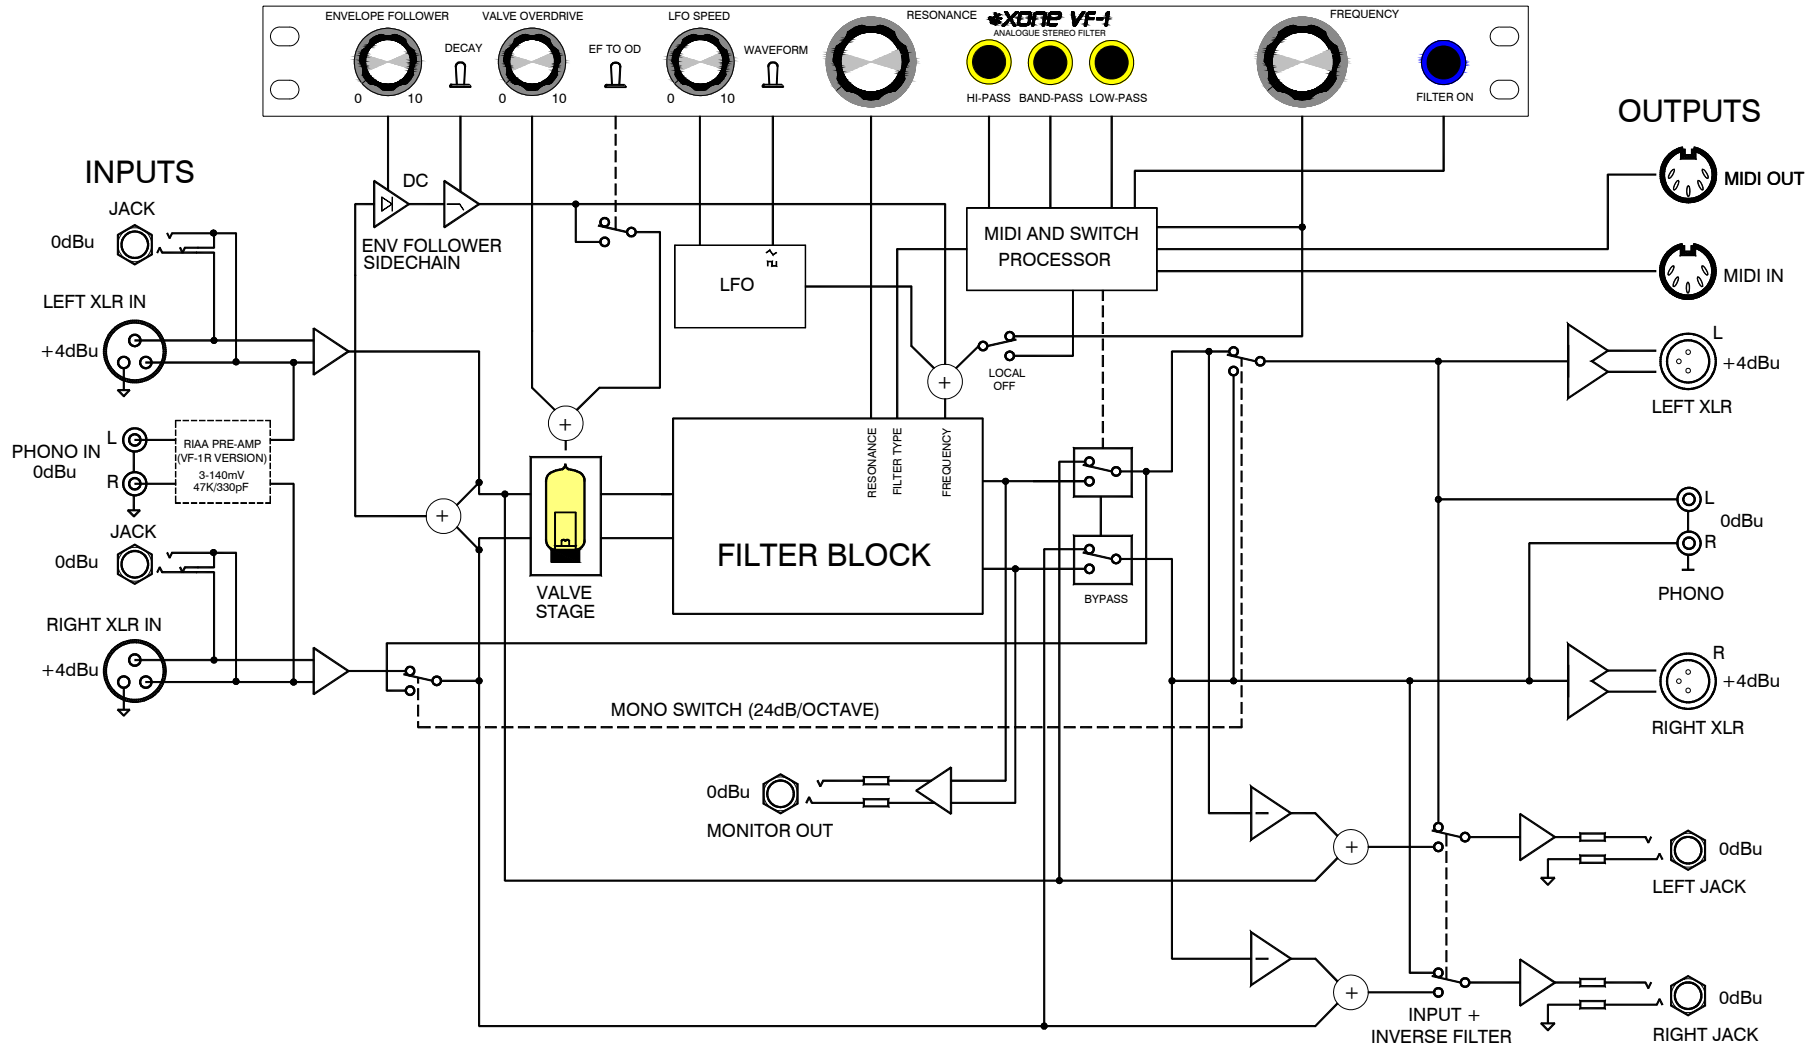 ENVELOPE FOLLOWER
VALVE OVERDRIVE
LFO SPEED
RESONANCE
XONE VF-1
ANALOGUE STEREO FILTER
FREQUENCY
DECAY
EF TO OD
WAVEFORM
0
10
0
10
0
10
HI-PASS
BAND-PASS
LOW-PASS
FILTER ON
INPUTS
OUTPUTS
JACK
0dBu
LEFT XLR IN
+4dBu
PHONO IN
0dBu
L
R
RIAA PRE-AMP
(VF-1R VERSION)
3-140mV
47K/330pF
JACK
0dBu
RIGHT XLR IN
+4dBu
DC
ENV FOLLOWER
SIDECHAIN
LFO
MIDI AND SWITCH
PROCESSOR
LOCAL
OFF
+
+
+
RESONANCE
FILTER TYPE
FREQUENCY
FILTER BLOCK
VALVE
STAGE
BYPASS
MONO SWITCH (24dB/OCTAVE)
0dBu
MONITOR OUT
MIDI OUT
MIDI IN
L
+4dBu
LEFT XLR
L
0dBu
R
PHONO
R
+4dBu
RIGHT XLR
−
+
0dBu
LEFT JACK
−
+
INPUT +
INVERSE FILTER
0dBu
RIGHT JACK